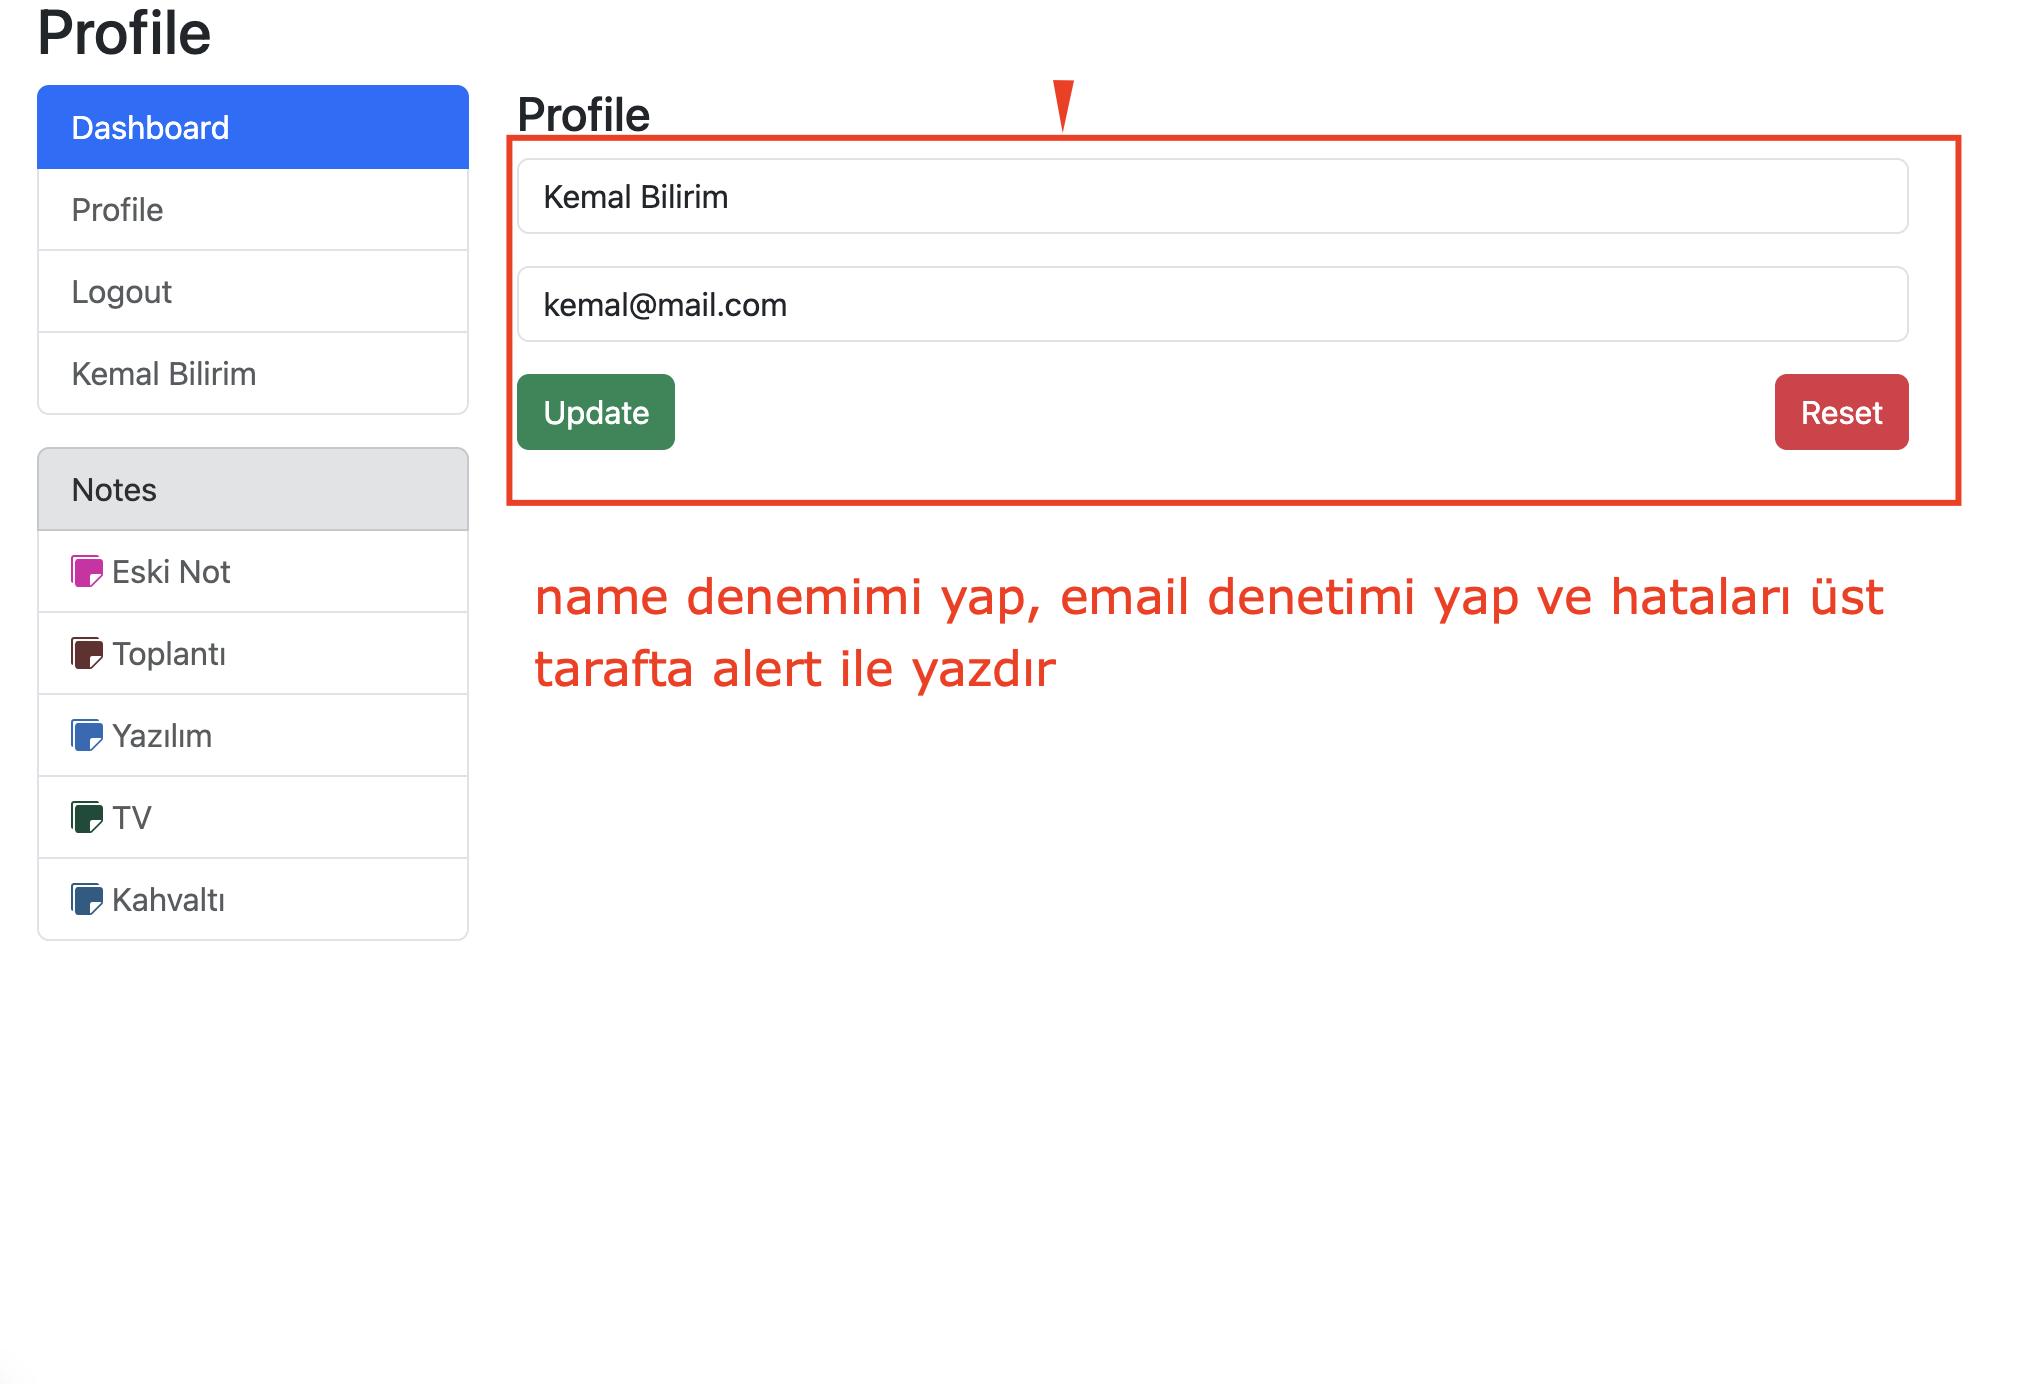 Profile
Dashboard
Profile
Logout
Kemal Bilirim
Notes
Eski Not
Toplantı
Yazılım
TV
Kahvaltı
Profile
Kemal Bilirim
kemal@mail.com
Update
Reset
name denemimi yap, email denetimi yap ve hataları üst
tarafta alert ile yazdır